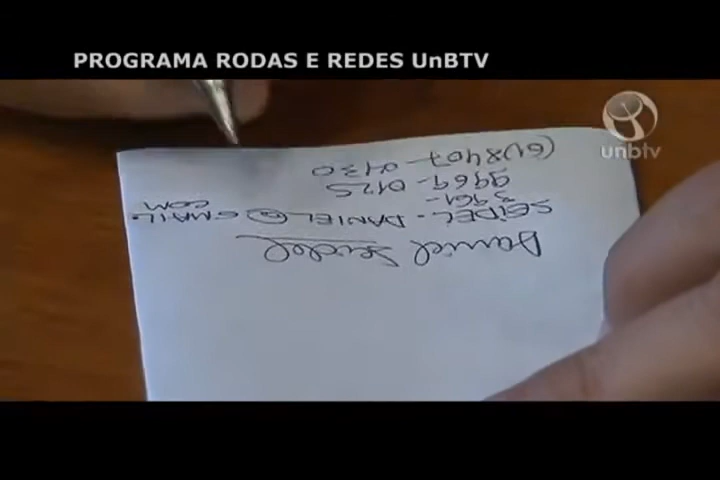 PROGRAMA RODAS E REDES UnBTV
unbtv
Daniel Seidel
SEIDEL - DANIEL@GMAIL.
COM
3961-
9969-0125
(61)8407-0130